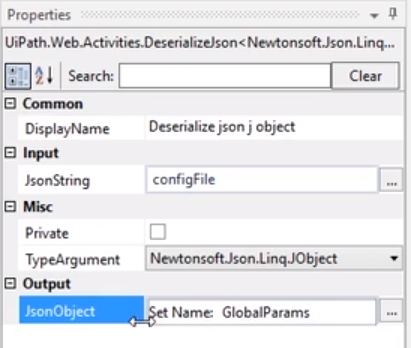 Properties
UiPath.Web.Activities.DeserializeJson<Newtonsoft.Json.Linq...
Search: Clear
Common
DisplayName Deserialize json j object
Input
JsonString configFile ...
Misc
Private
TypeArgument Newtonsoft.Json.Linq.JObject
Output
JsonObject Set Name: GlobalParams ...